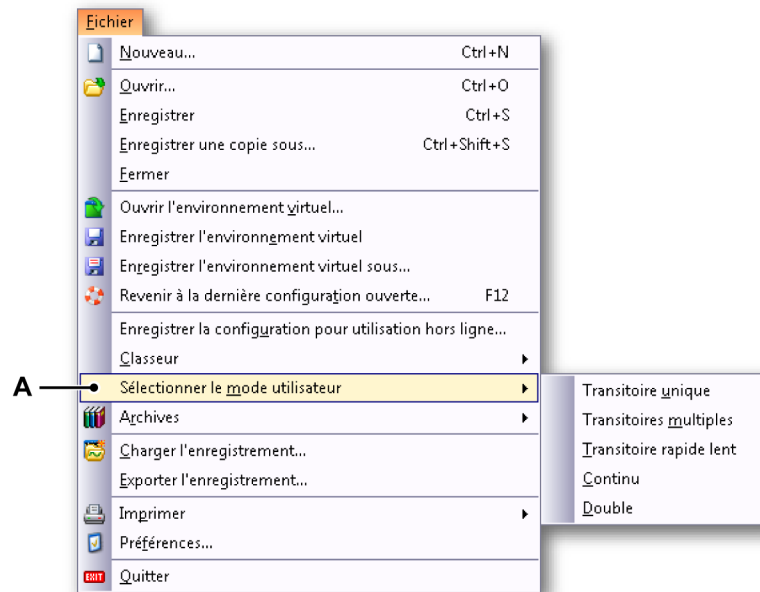 Fichier
Nouveau... Ctrl+N
Ouvrir... Ctrl+O
Enregistrer Ctrl+S
Enregistrer une copie sous... Ctrl+Shift+S
Fermer
Ouvrir l'environnement virtuel...
Enregistrer l'environnement virtuel
Enregistrer l'environnement virtuel sous...
Revenir à la dernière configuration ouverte... F12
Enregistrer la configuration pour utilisation hors ligne...
Classeur
A Sélectionner le mode utilisateur
Archives
Charger l'enregistrement...
Exporter l'enregistrement...
Imprimer
Préférences...
EXIT Quitter
Transitoire unique
Transitoires multiples
Transitoire rapide lent
Continu
Double